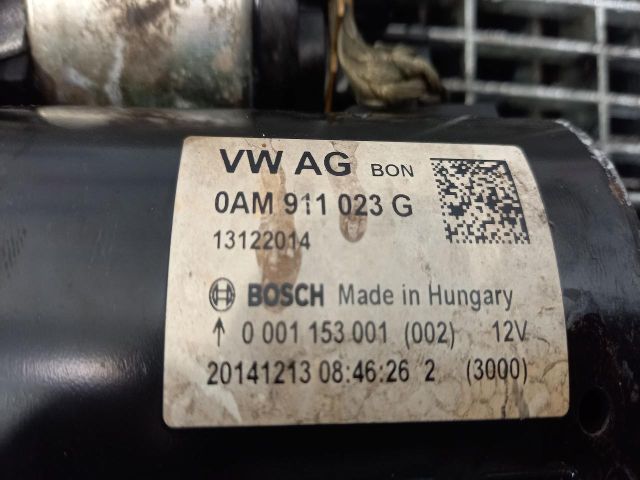 VW AG BON
0AM 911 023 G
13122014
BOSCH Made in Hungary
↑ 0 001 153 001 (002) 12V
20141213 08:46:26 2 (3000)